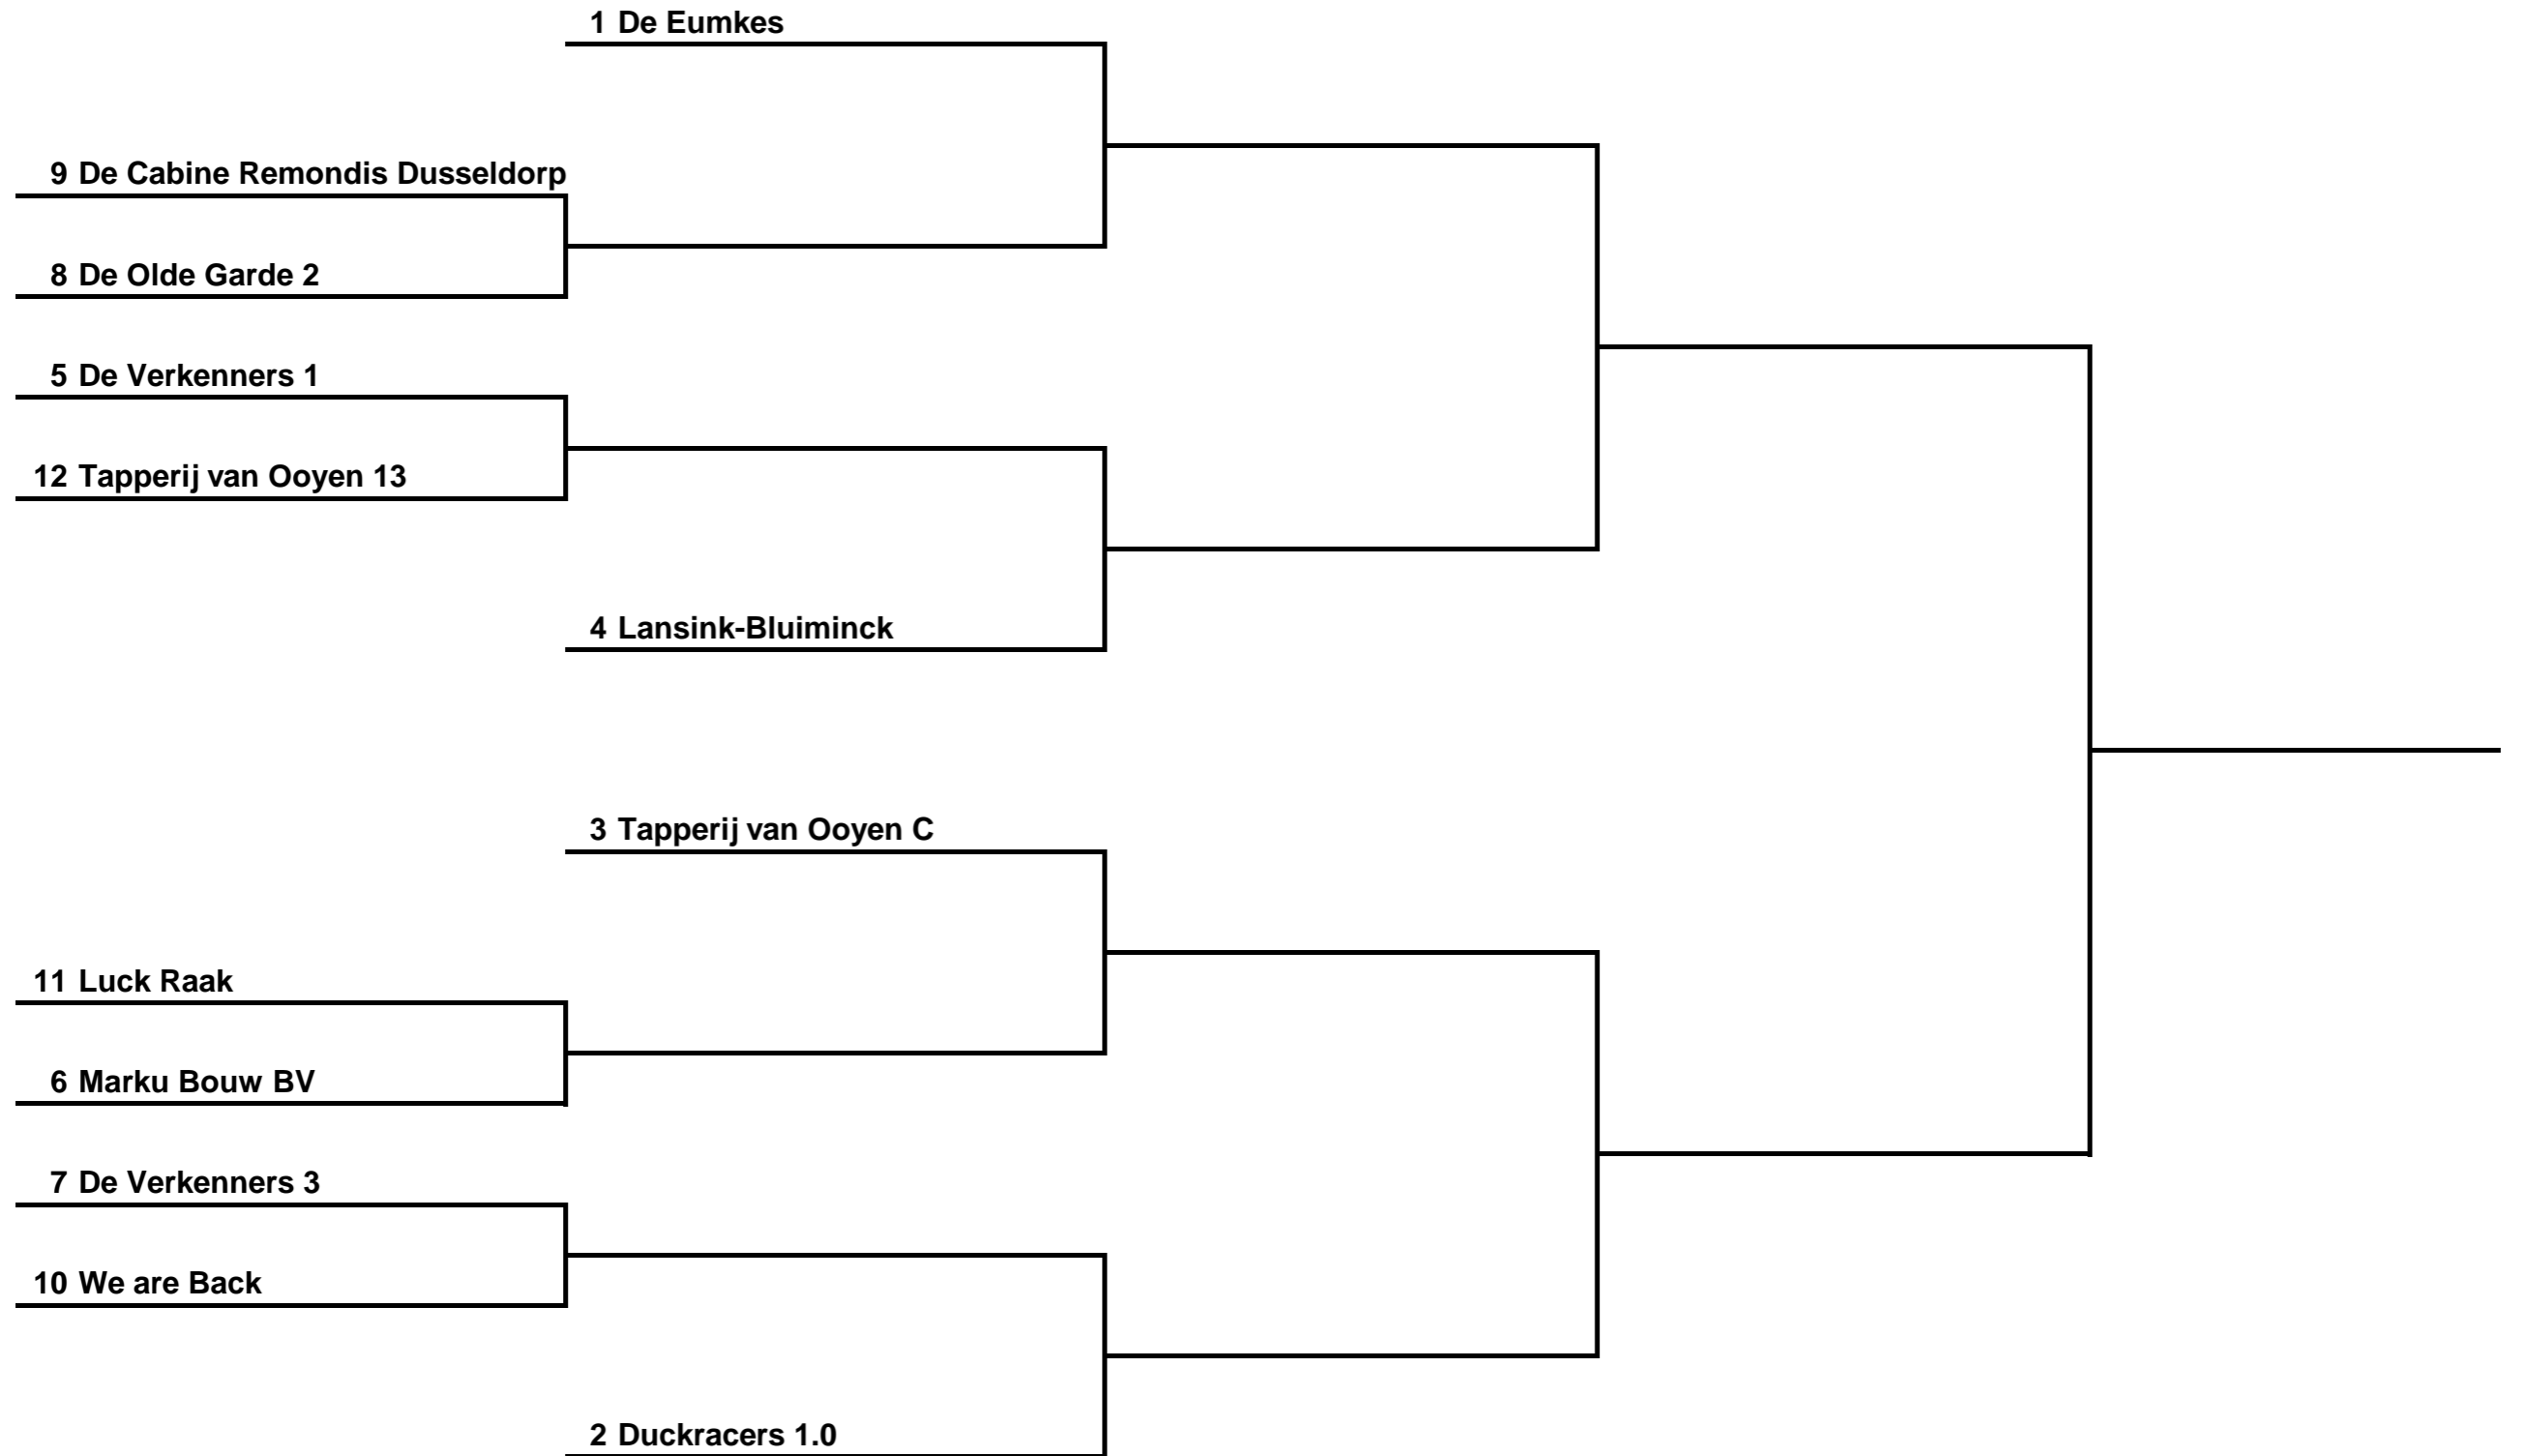 1 De Eumkes
9 De Cabine Remondis Dusseldorp
8 De Olde Garde 2
5 De Verkenners 1
12 Tapperij van Ooyen 13
4 Lansink-Bluiminck
3 Tapperij van Ooyen C
11 Luck Raak
6 Marku Bouw BV
7 De Verkenners 3
10 We are Back
2 Duckracers 1.0